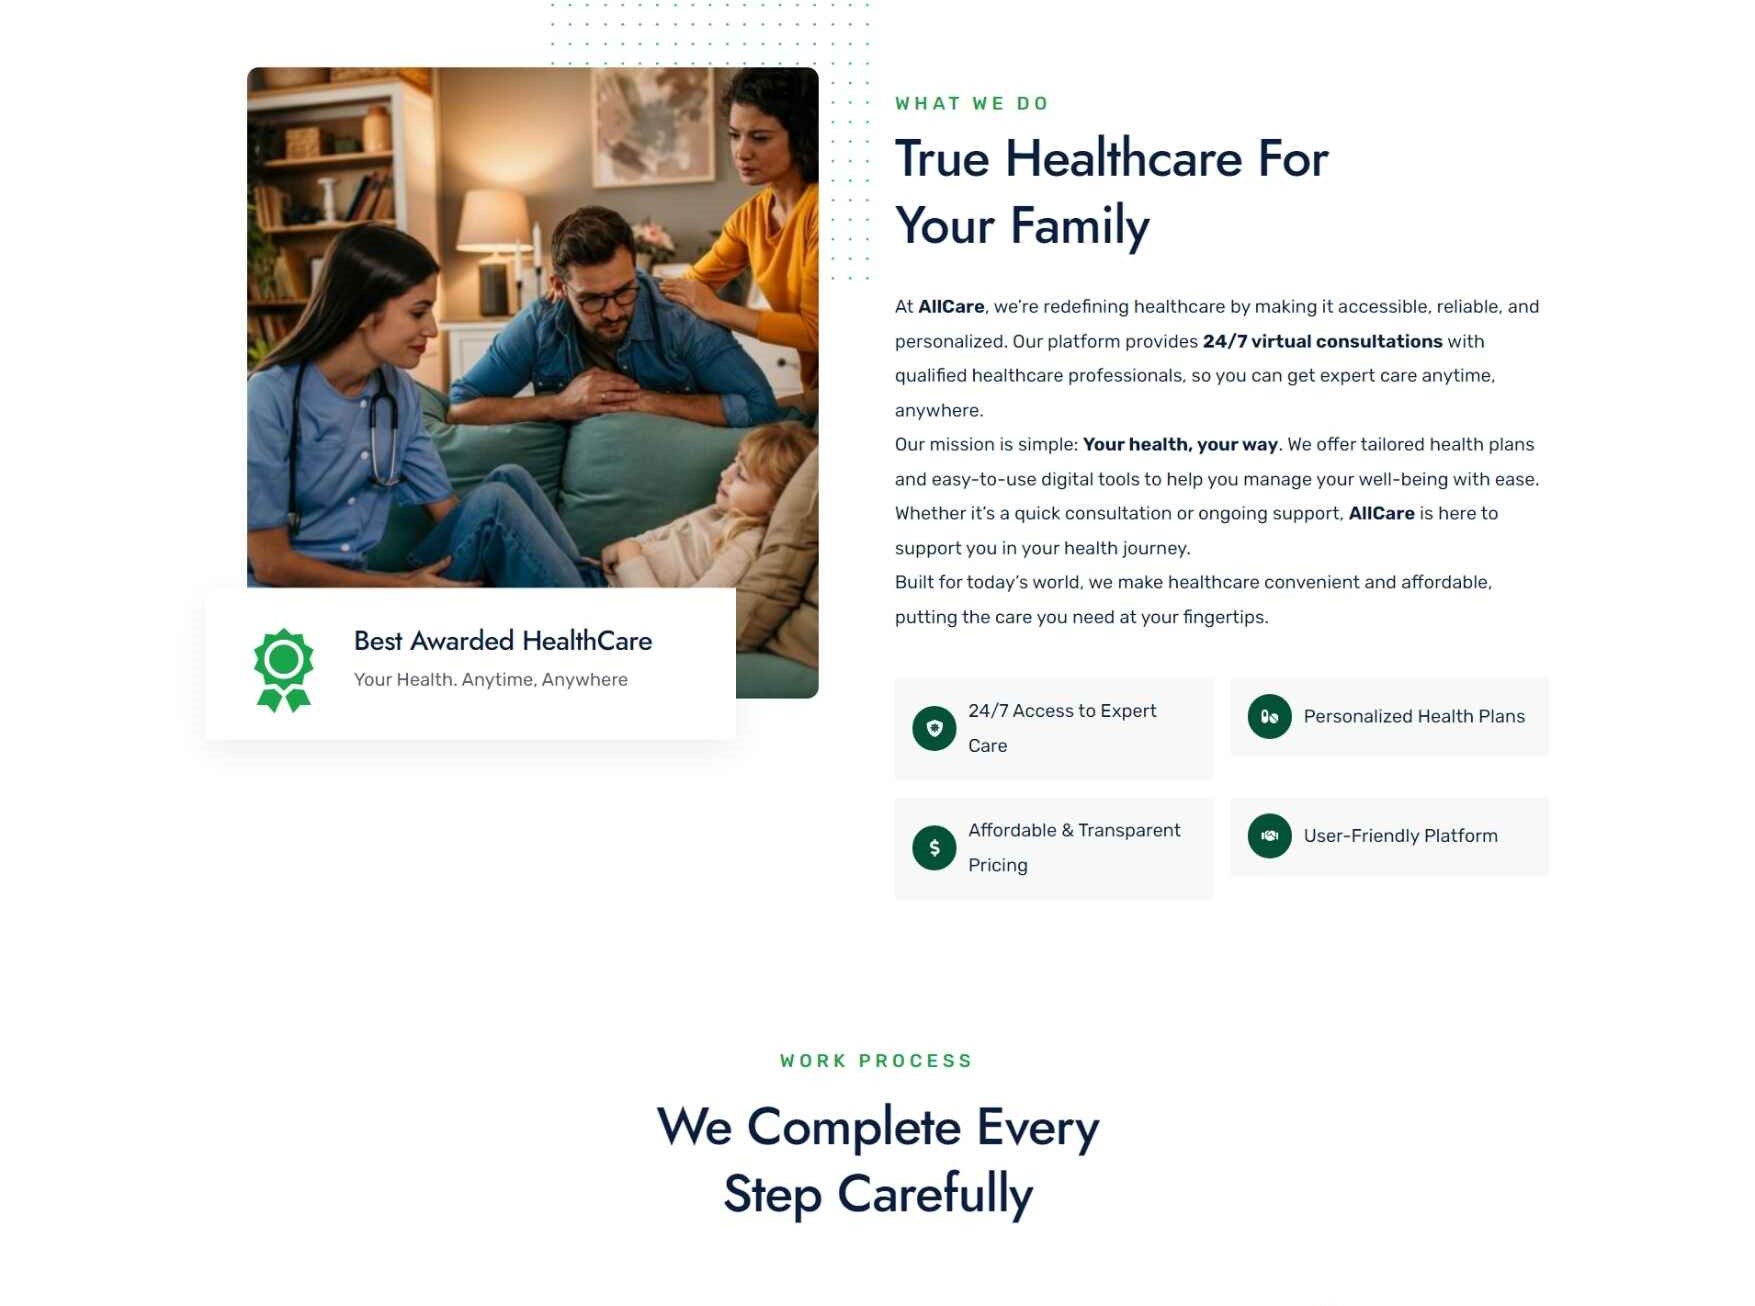 WHAT WE DO
True Healthcare For
Your Family
At AllCare, we’re redefining healthcare by making it accessible, reliable, and
personalized. Our platform provides 24/7 virtual consultations with
qualified healthcare professionals, so you can get expert care anytime,
anywhere.
Our mission is simple: Your health, your way. We offer tailored health plans
and easy-to-use digital tools to help you manage your well-being with ease.
Whether it’s a quick consultation or ongoing support, AllCare is here to
support you in your health journey.
Built for today’s world, we make healthcare convenient and affordable,
putting the care you need at your fingertips.
Best Awarded HealthCare
Your Health. Anytime, Anywhere
24/7 Access to Expert
Care
Personalized Health Plans
Affordable & Transparent
Pricing
User-Friendly Platform
WORK PROCESS
We Complete Every
Step Carefully